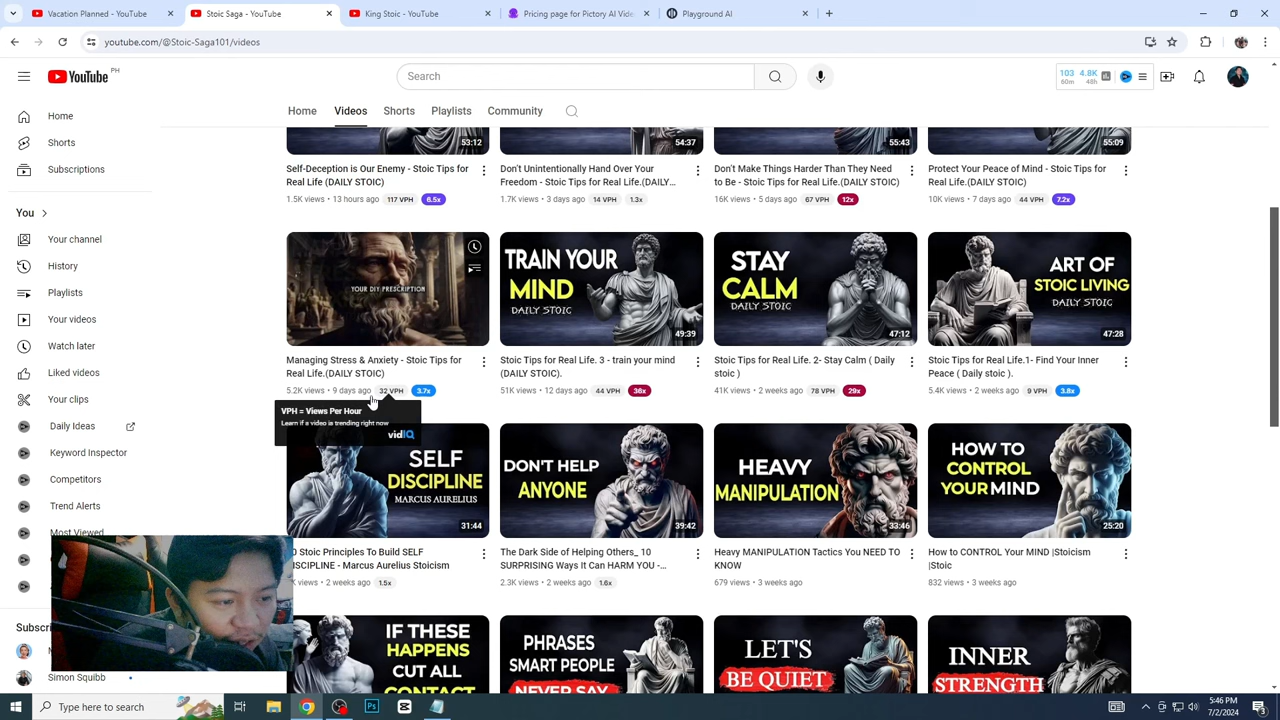 Vacation Planned - YouTube
Stoic Saga - YouTube
King Stoic - YouTube
Pricing page for Pictory AI Vide
Playground AI
youtube.com/@Stoic-Saga101/videos
YouTube PH
Search
103 4.8K
60m 48h
Home Videos Shorts Playlists Community
Home
Shorts
Subscriptions
You
Your channel
History
Playlists
Your videos
Watch later
Liked videos
Your clips
Daily Ideas
Keyword Inspector
Competitors
Trend Alerts
Most Viewed
Simon Squibb
53:12
Self-Deception is Our Enemy - Stoic Tips for
Real Life (DAILY STOIC)
1.5K views • 13 hours ago 117 VPH 6.5x
54:37
Don't Unintentionally Hand Over Your
Freedom - Stoic Tips for Real Life.(DAILY...
1.7K views • 3 days ago 14 VPH 1.3x
55:43
Don't Make Things Harder Than They Need
to Be - Stoic Tips for Real Life.(DAILY STOIC)
16K views • 5 days ago 67 VPH 12x
55:09
Protect Your Peace of Mind - Stoic Tips for
Real Life.(DAILY STOIC)
10K views • 7 days ago 44 VPH 7.2x
YOUR DIY PRESCRIPTION
Managing Stress & Anxiety - Stoic Tips for
Real Life.(DAILY STOIC)
5.2K views • 9 days ago 32 VPH 3.7x
VPH = Views Per Hour
Learn if a video is trending right now
vidIQ
TRAIN YOUR
MIND
DAILY STOIC
49:39
Stoic Tips for Real Life. 3 - train your mind
(DAILY STOIC).
51K views • 12 days ago 44 VPH 36x
STAY
CALM
DAILY STOIC
47:12
Stoic Tips for Real Life. 2- Stay Calm ( Daily
stoic )
41K views • 2 weeks ago 78 VPH 29x
ART OF
STOIC LIVING
DAILY STOIC
47:28
Stoic Tips for Real Life.1- Find Your Inner
Peace ( Daily stoic ).
5.4K views • 2 weeks ago 9 VPH 3.8x
SELF
DISCIPLINE
MARCUS AURELIUS
31:44
Stoic Principles To Build SELF
DISCIPLINE - Marcus Aurelius Stoicism
views • 2 weeks ago 1.5x
DON'T HELP
ANYONE
39:42
The Dark Side of Helping Others_ 10
SURPRISING Ways It Can HARM YOU -...
2.3K views • 2 weeks ago 1.6x
HEAVY
MANIPULATION
33:46
Heavy MANIPULATION Tactics You NEED TO
KNOW
679 views • 3 weeks ago
HOW TO
CONTROL
YOUR MIND
25:20
How to CONTROL Your MIND |Stoicism
|Stoic
832 views • 3 weeks ago
IF THESE
HAPPENS
CUT ALL
CONTACT
PHRASES
SMART PEOPLE
NEVER SAY
LET'S
BE QUIET
INNER
STRENGTH
Type here to search
5:46 PM
7/2/2024
3